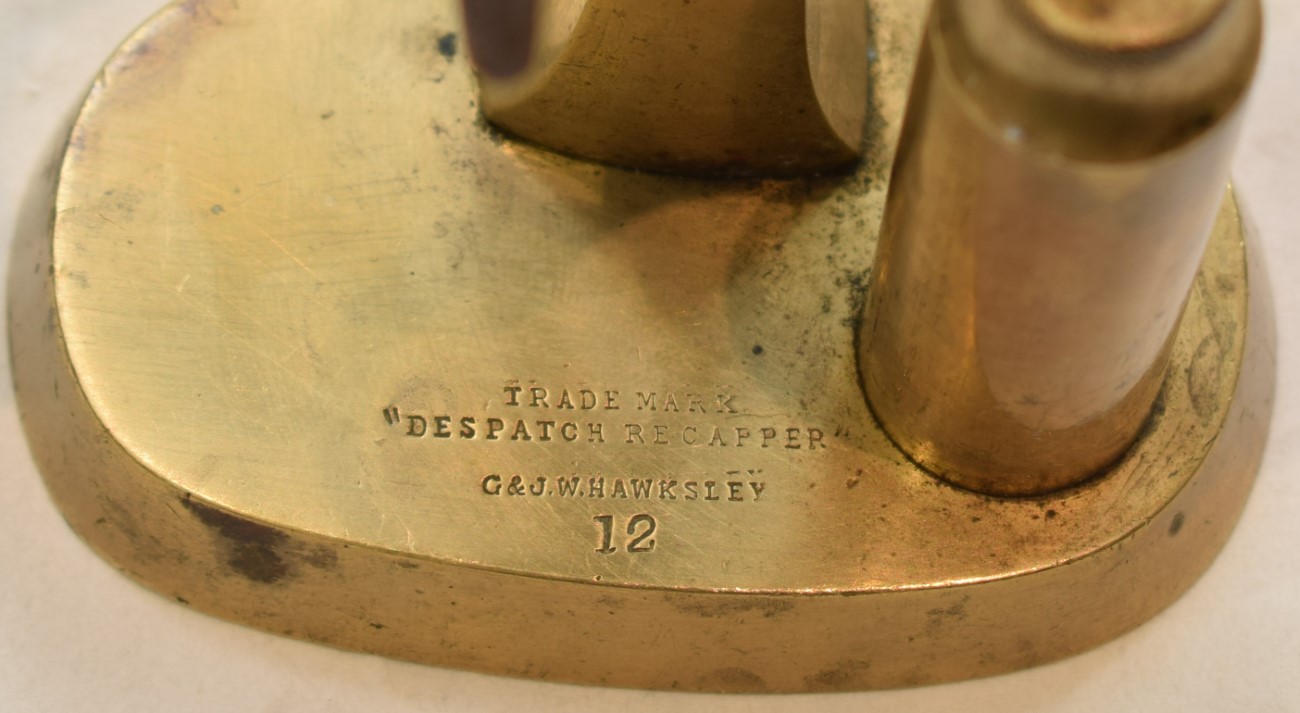 TRADE MARK
"DESPATCH RECAPPER"
G&J.W.HAWKSLEY
12